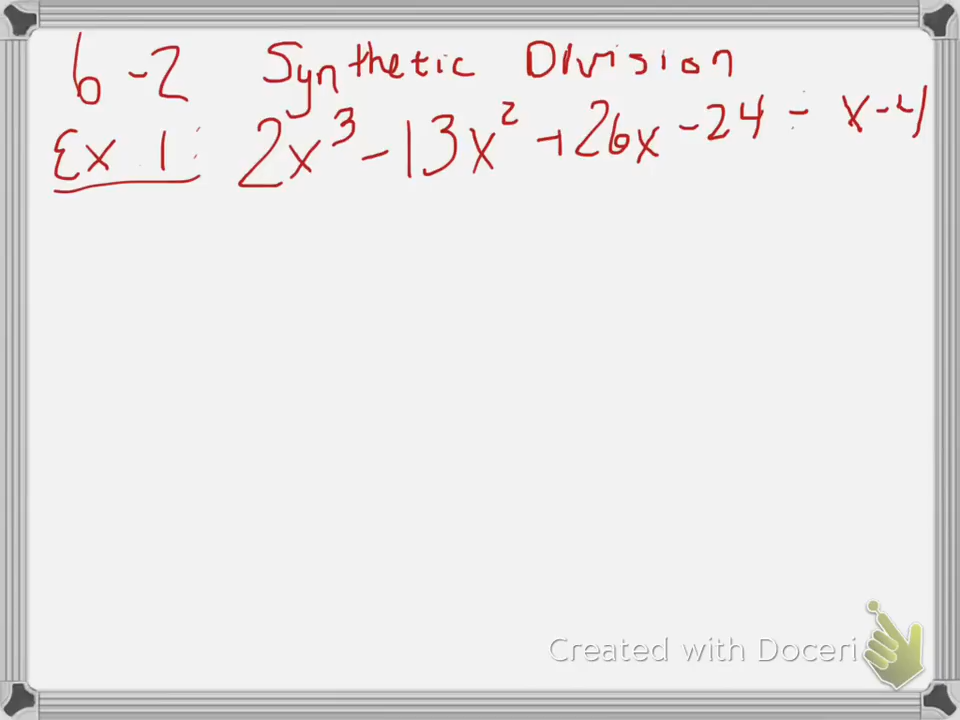 6-2 Synthetic Division
Ex 1: 2x³ - 13x² + 26x - 24 ÷ x-4
Created with Doceri